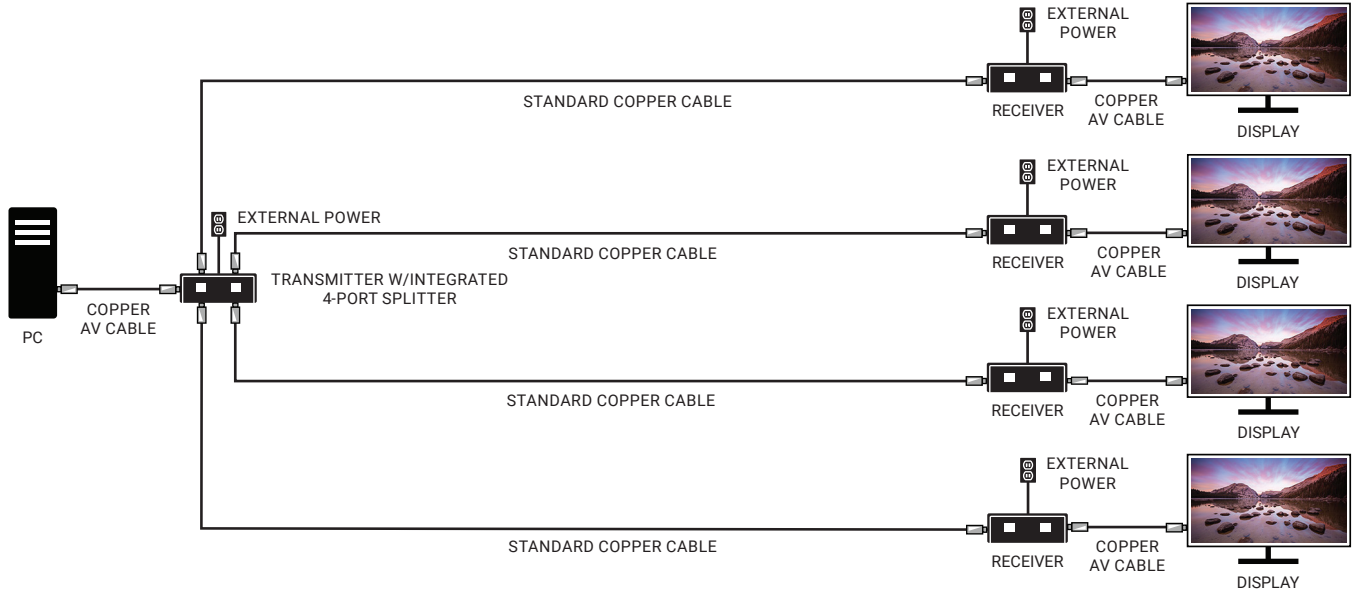 EXTERNAL
POWER
STANDARD COPPER CABLE
RECEIVER
COPPER
AV CABLE
DISPLAY
EXTERNAL
POWER
STANDARD COPPER CABLE
RECEIVER
COPPER
AV CABLE
DISPLAY
EXTERNAL POWER
TRANSMITTER W/INTEGRATED
4-PORT SPLITTER
COPPER
AV CABLE
PC
EXTERNAL
POWER
STANDARD COPPER CABLE
RECEIVER
COPPER
AV CABLE
DISPLAY
EXTERNAL
POWER
STANDARD COPPER CABLE
RECEIVER
COPPER
AV CABLE
DISPLAY